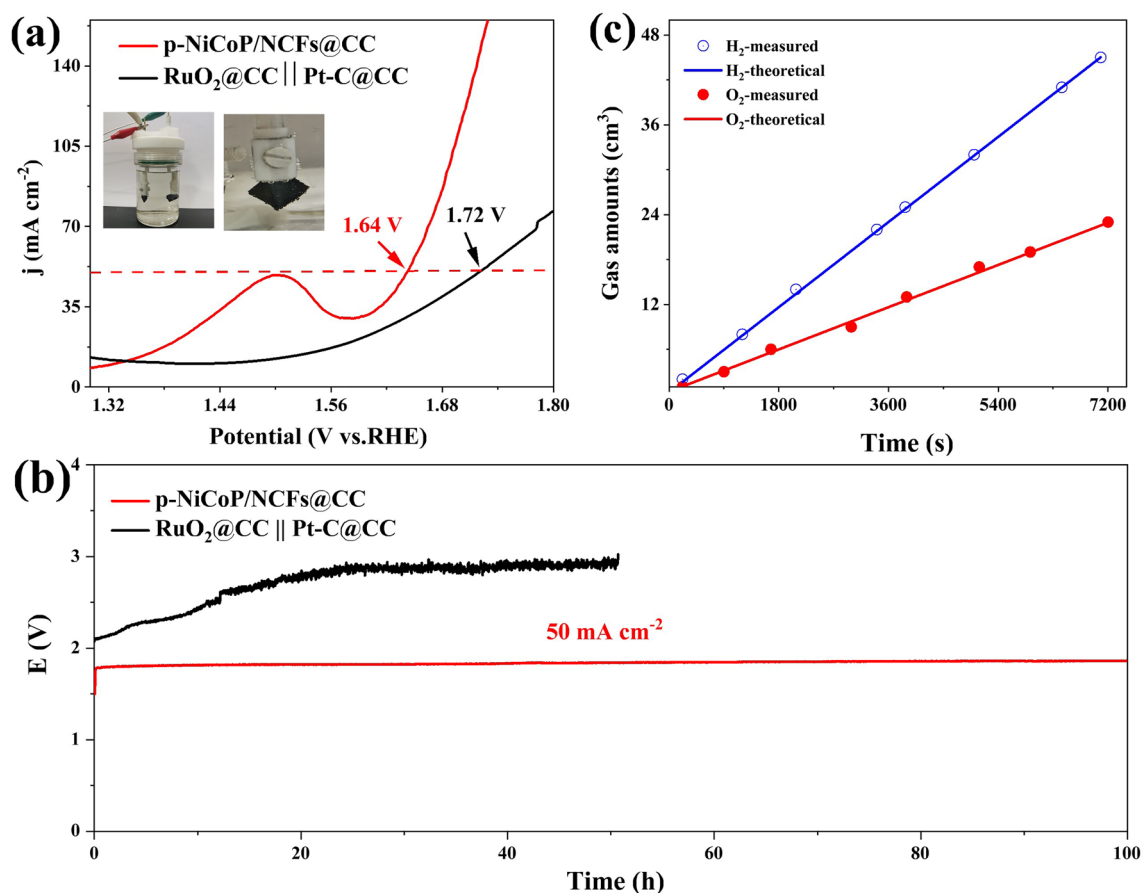 (a)
p-NiCoP/NCFs@CC
RuO₂@CC || Pt-C@CC
1.64 V
1.72 V
j (mA cm⁻²)
140
105
70
35
0
1.32
1.44
1.56
1.68
1.80
Potential (V vs.RHE)
(c)
H₂-measured
H₂-theoretical
O₂-measured
O₂-theoretical
Gas amounts (cm³)
48
36
24
12
0
1800
3600
5400
7200
Time (s)
(b)
p-NiCoP/NCFs@CC
RuO₂@CC || Pt-C@CC
50 mA cm⁻²
E (V)
4
3
2
1
0
0
20
40
60
80
100
Time (h)